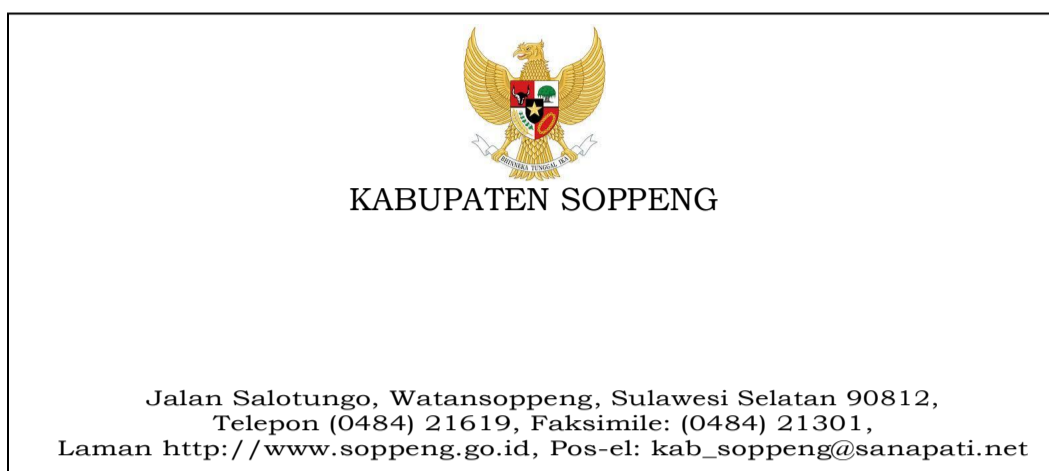 BHINNEKA TUNGGAL IKA
KABUPATEN SOPPENG
Jalan Salotungo, Watansoppeng, Sulawesi Selatan 90812,
Telepon (0484) 21619, Faksimile: (0484) 21301,
Laman http://www.soppeng.go.id, Pos-el: kab_soppeng@sanapati.net